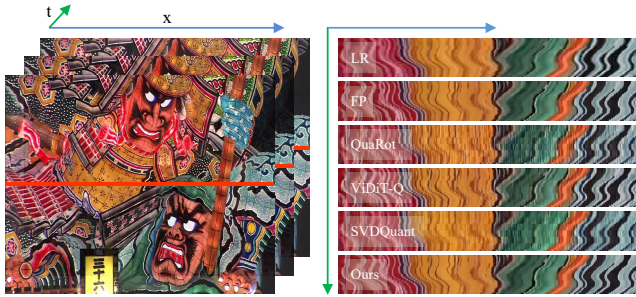 t
x
LR
FP
QuaRot
ViDiT-Q
SVDQuant
Ours
三十六